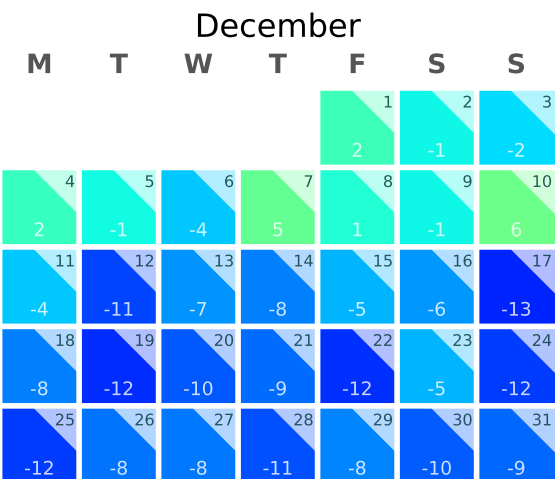 December
M T W T F S S
1 2 3
2 -1 -2
4 5 6 7 8 9 10
2 -1 -4 5 1 -1 6
11 12 13 14 15 16 17
-4 -11 -7 -8 -5 -6 -13
18 19 20 21 22 23 24
-8 -12 -10 -9 -12 -5 -12
25 26 27 28 29 30 31
-12 -8 -8 -11 -8 -10 -9